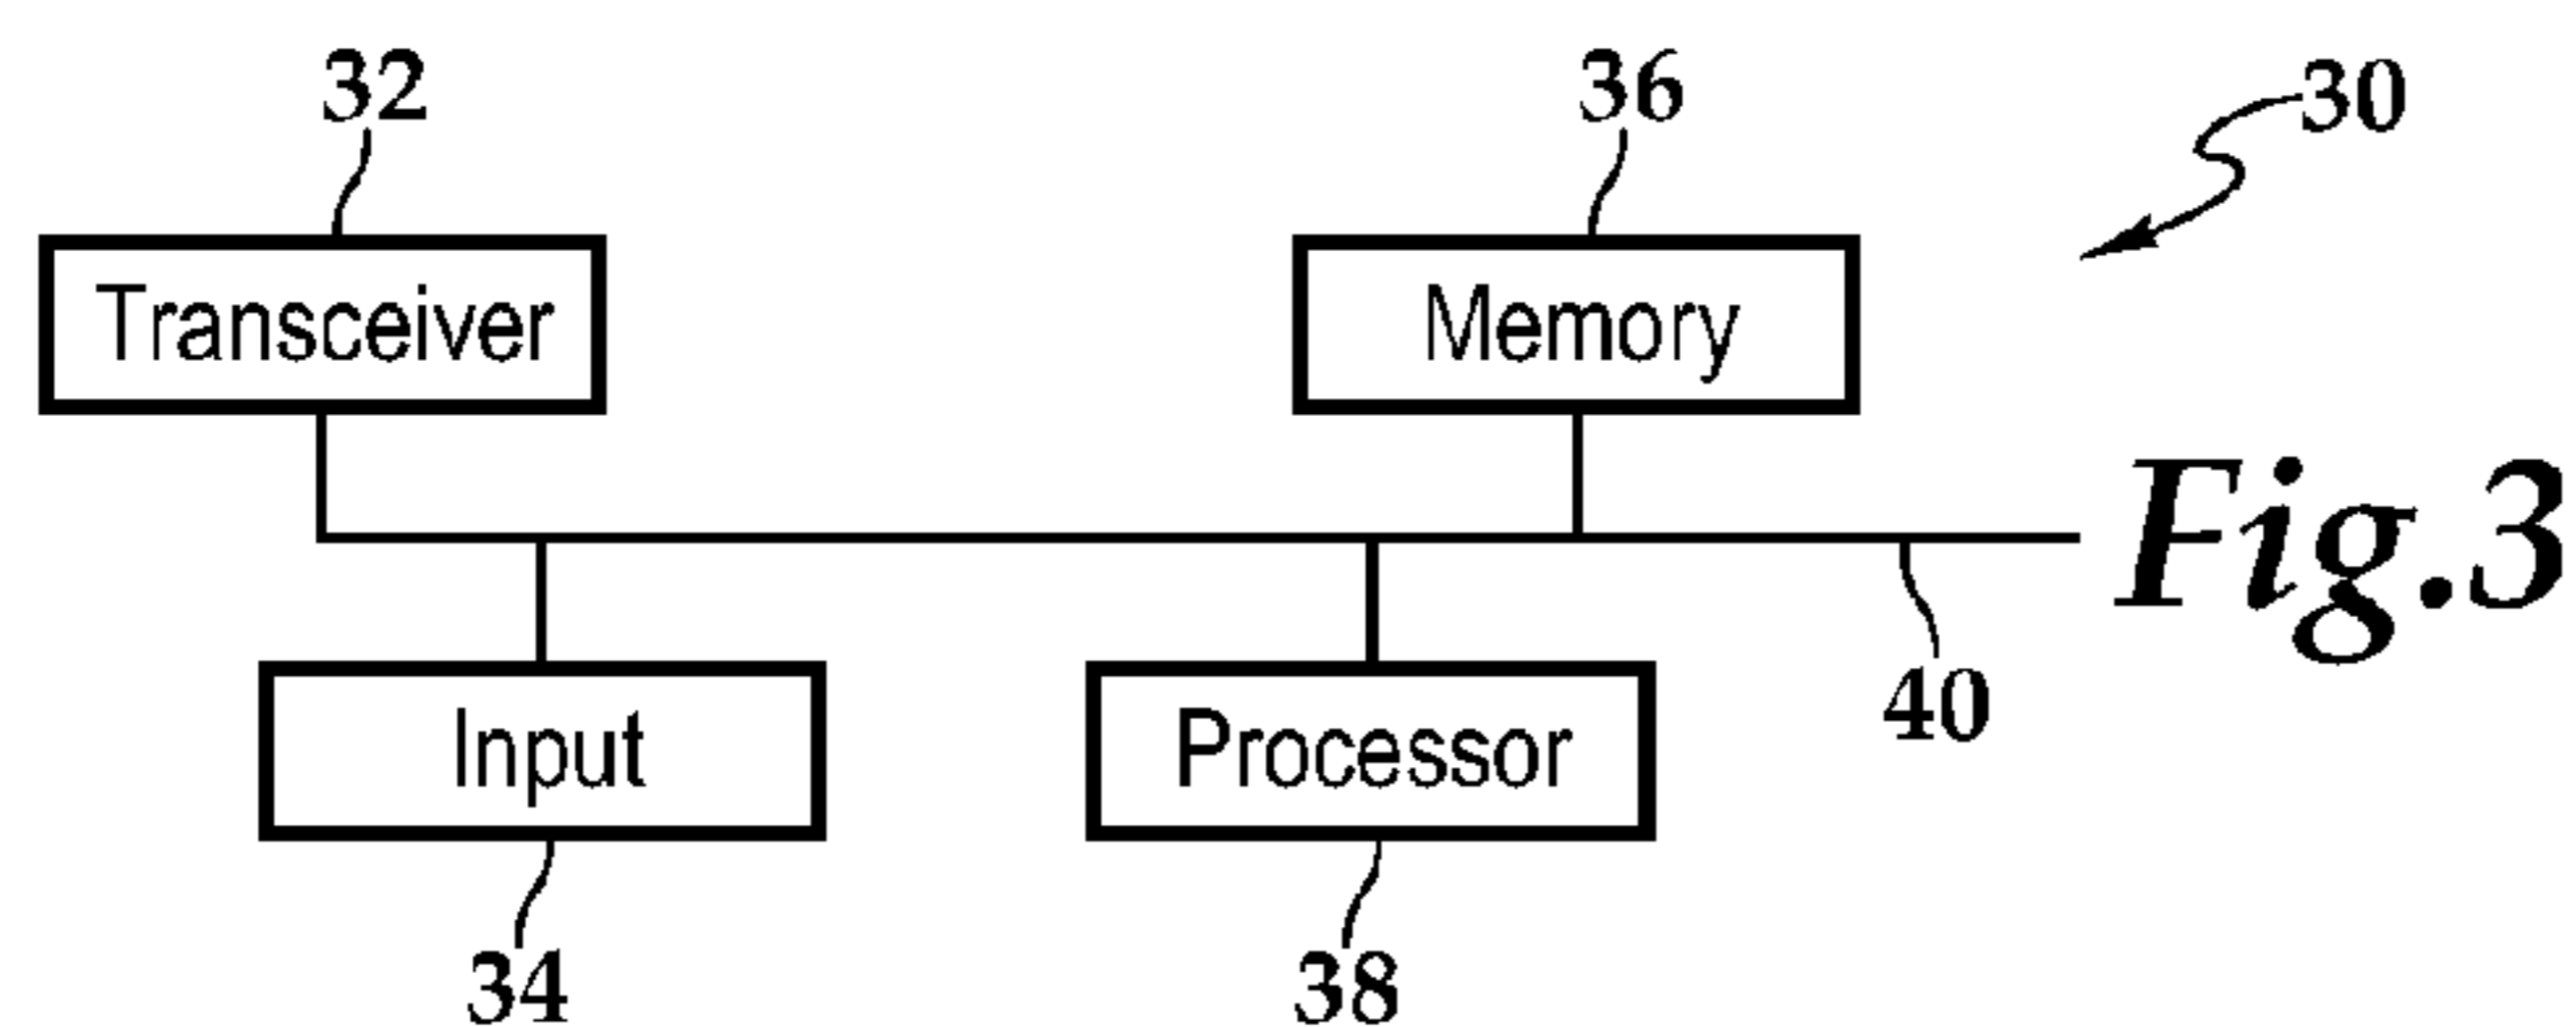 32
36
30
Transceiver
Memory
Fig.3
40
Input
Processor
34
38